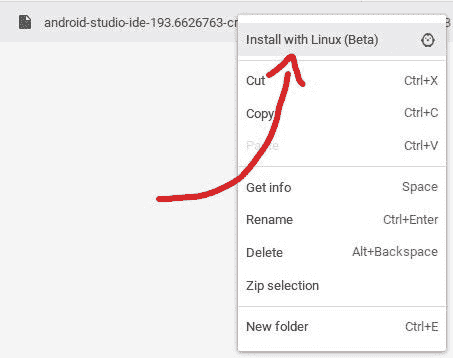 android-studio-ide-193.6626763-cr
Install with Linux (Beta)
Cut Ctrl+X
Copy Ctrl+C
Paste Ctrl+V
Get info Space
Rename Ctrl+Enter
Delete Alt+Backspace
Zip selection
New folder Ctrl+E